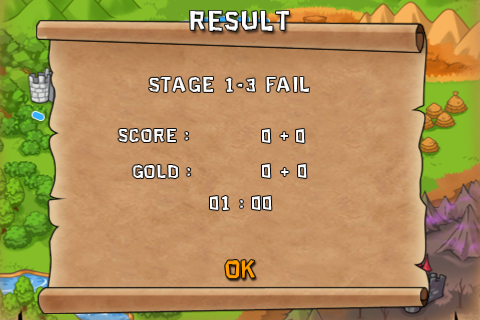 RESULT
STAGE 1-3 FAIL
SCORE : 0 + 0
GOLD : 0 + 0
01 : 00
OK